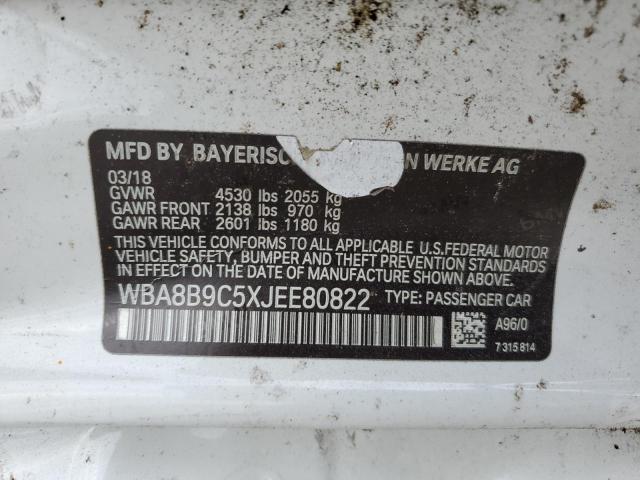 MFD BY BAYERISC N WERKE AG
03/18
GVWR 4530 lbs 2055 kg
GAWR FRONT 2138 lbs 970 kg
GAWR REAR 2601 lbs 1180 kg
THIS VEHICLE CONFORMS TO ALL APPLICABLE U.S.FEDERAL MOTOR
VEHICLE SAFETY, BUMPER AND THEFT PREVENTION STANDARDS
IN EFFECT ON THE DATE OF MANUFACTURE SHOWN ABOVE.
WBA8B9C5XJEE80822 TYPE: PASSENGER CAR
A96/0
7 315 814